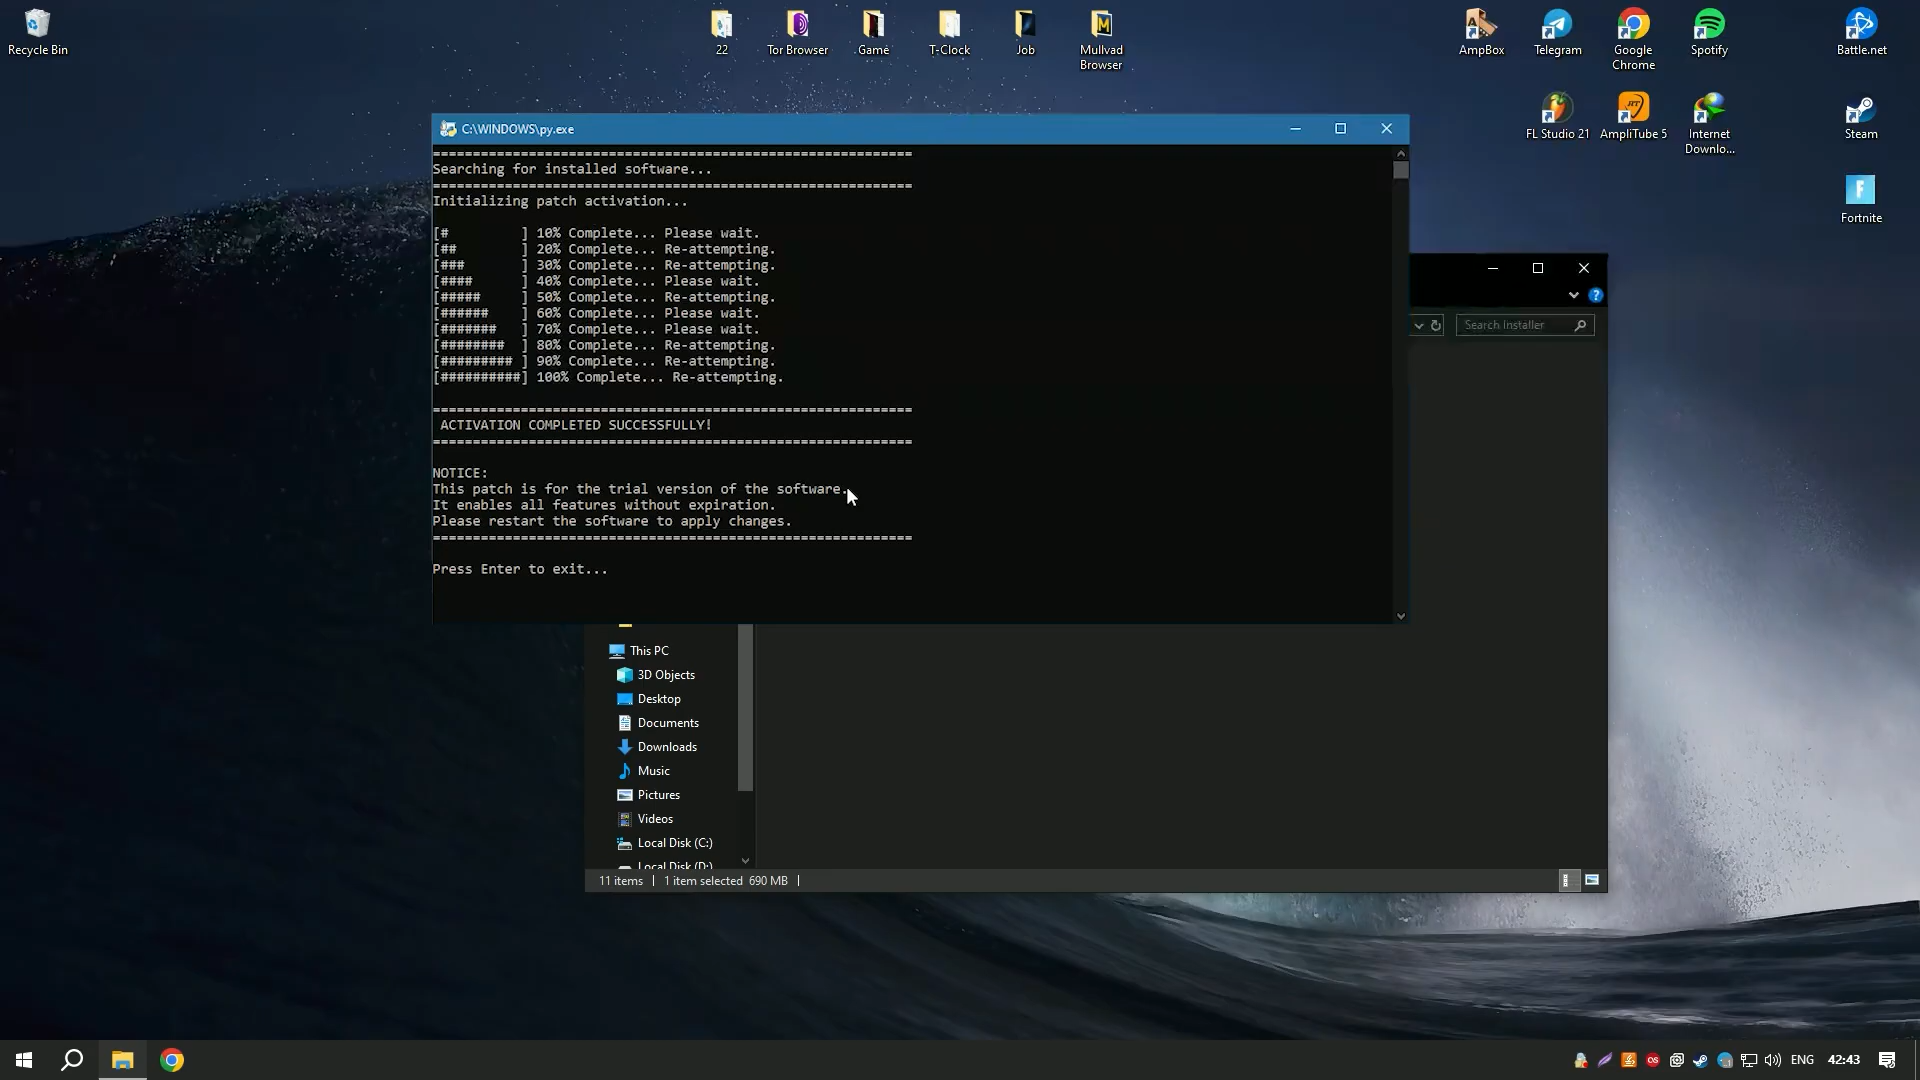 Recycle Bin
22
Tor Browser
Game
T-Clock
Job
Mullvad
Browser
AmpBox
Telegram
Google
Chrome
Spotify
Battle.net
FL Studio 21
AmpliTube 5
Internet
Downlo...
Steam
Fortnite
C:\WINDOWS\py.exe
============================================================
Searching for installed software...
============================================================
Initializing patch activation...
[#         ] 10% Complete... Please wait.
[##        ] 20% Complete... Re-attempting.
[###       ] 30% Complete... Re-attempting.
[####      ] 40% Complete... Please wait.
[#####     ] 50% Complete... Re-attempting.
[######    ] 60% Complete... Please wait.
[#######   ] 70% Complete... Please wait.
[########  ] 80% Complete... Re-attempting.
[######### ] 90% Complete... Re-attempting.
[##########] 100% Complete... Re-attempting.
============================================================
ACTIVATION COMPLETED SUCCESSFULLY!
============================================================
NOTICE:
This patch is for the trial version of the software.
It enables all features without expiration.
Please restart the software to apply changes.
============================================================
Press Enter to exit...
Search Installer
This PC
3D Objects
Desktop
Documents
Downloads
Music
Pictures
Videos
Local Disk (C:)
Local Disk (D:)
11 items
1 item selected 690 MB
ENG
42:43